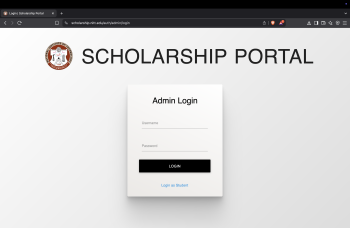 Login | Scholarship Portal
SCHOLARSHIP PORTAL
Admin Login
Username
Password
LOGIN
Login as Student